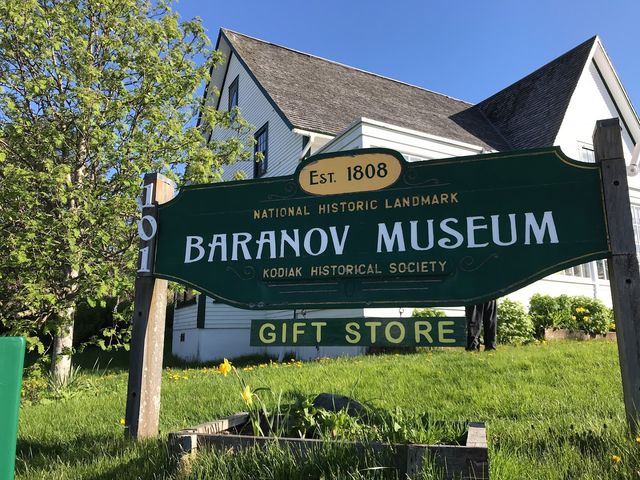 Est. 1808
NATIONAL HISTORIC LANDMARK
BARANOV MUSEUM
KODIAK HISTORICAL SOCIETY
GIFT STORE
101